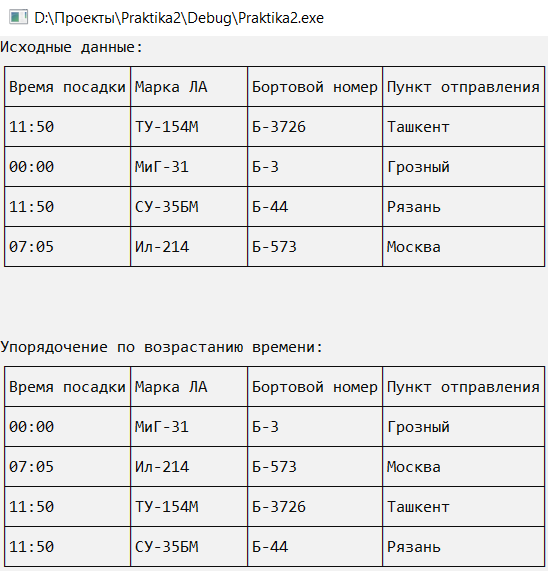 D:\Проекты\Praktika2\Debug\Praktika2.exe
Исходные данные:
Время посадки Марка ЛА Бортовой номер Пункт отправления
11:50 ТУ-154М Б-3726 Ташкент
00:00 МиГ-31 Б-3 Грозный
11:50 СУ-35БМ Б-44 Рязань
07:05 Ил-214 Б-573 Москва
Упорядочение по возрастанию времени:
Время посадки Марка ЛА Бортовой номер Пункт отправления
00:00 МиГ-31 Б-3 Грозный
07:05 Ил-214 Б-573 Москва
11:50 ТУ-154М Б-3726 Ташкент
11:50 СУ-35БМ Б-44 Рязань